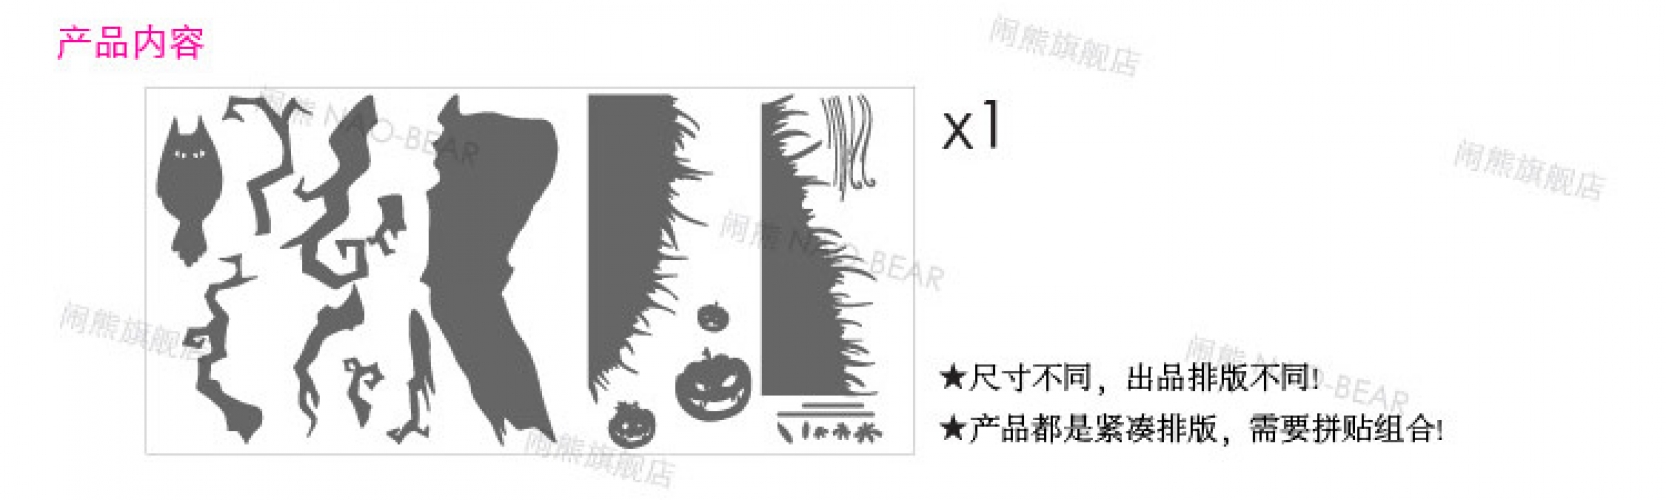 产品内容
闹熊旗舰店
闹熊 NAO-BEAR
x1
闹熊旗舰店
闹熊 NAO-BEAR
闹熊旗舰店
闹熊 NAO-BEAR
★尺寸不同，出品排版不同!
★产品都是紧凑排版，需要拼贴组合!
闹熊旗舰店